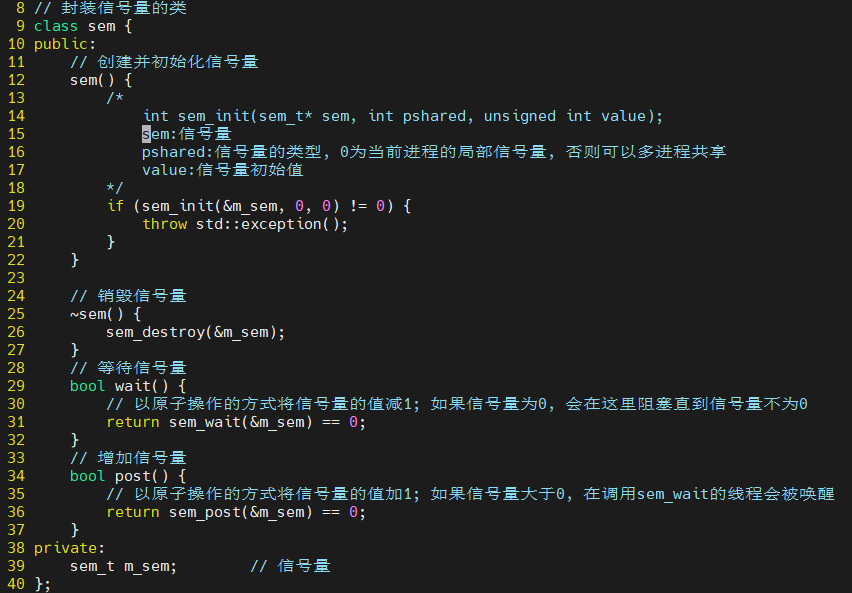 8 // 封装信号量的类
9 class sem {
10 public:
11     // 创建并初始化信号量
12     sem() {
13         /*
14             int sem_init(sem_t* sem, int pshared, unsigned int value);
15             sem:信号量
16             pshared:信号量的类型，0为当前进程的局部信号量，否则可以多进程共享
17             value:信号量初始值
18         */
19         if (sem_init(&m_sem, 0, 0) != 0) {
20             throw std::exception();
21         }
22     }
23
24     // 销毁信号量
25     ~sem() {
26         sem_destroy(&m_sem);
27     }
28     // 等待信号量
29     bool wait() {
30         // 以原子操作的方式将信号量的值减1；如果信号量为0，会在这里阻塞直到信号量不为0
31         return sem_wait(&m_sem) == 0;
32     }
33     // 增加信号量
34     bool post() {
35         // 以原子操作的方式将信号量的值加1；如果信号量大于0，在调用sem_wait的线程会被唤醒
36         return sem_post(&m_sem) == 0;
37     }
38 private:
39     sem_t m_sem;        // 信号量
40 };